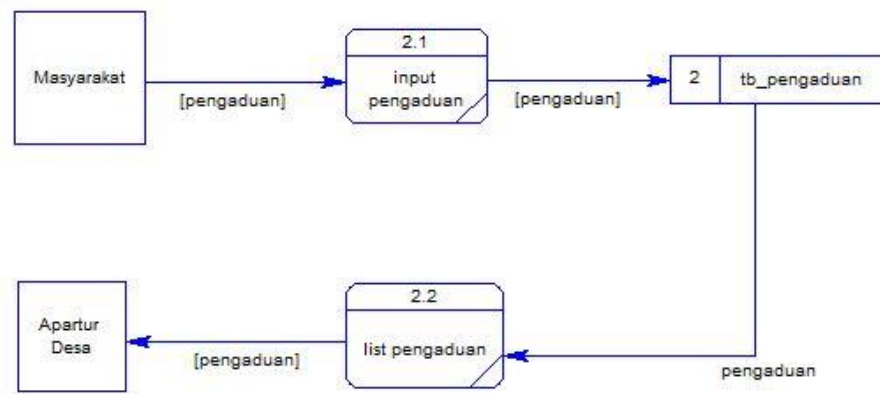 2.1
Masyarakat
input
pengaduan
2
tb_pengaduan
[pengaduan]
[pengaduan]
2.2
Apartur
Desa
list pengaduan
[pengaduan]
pengaduan